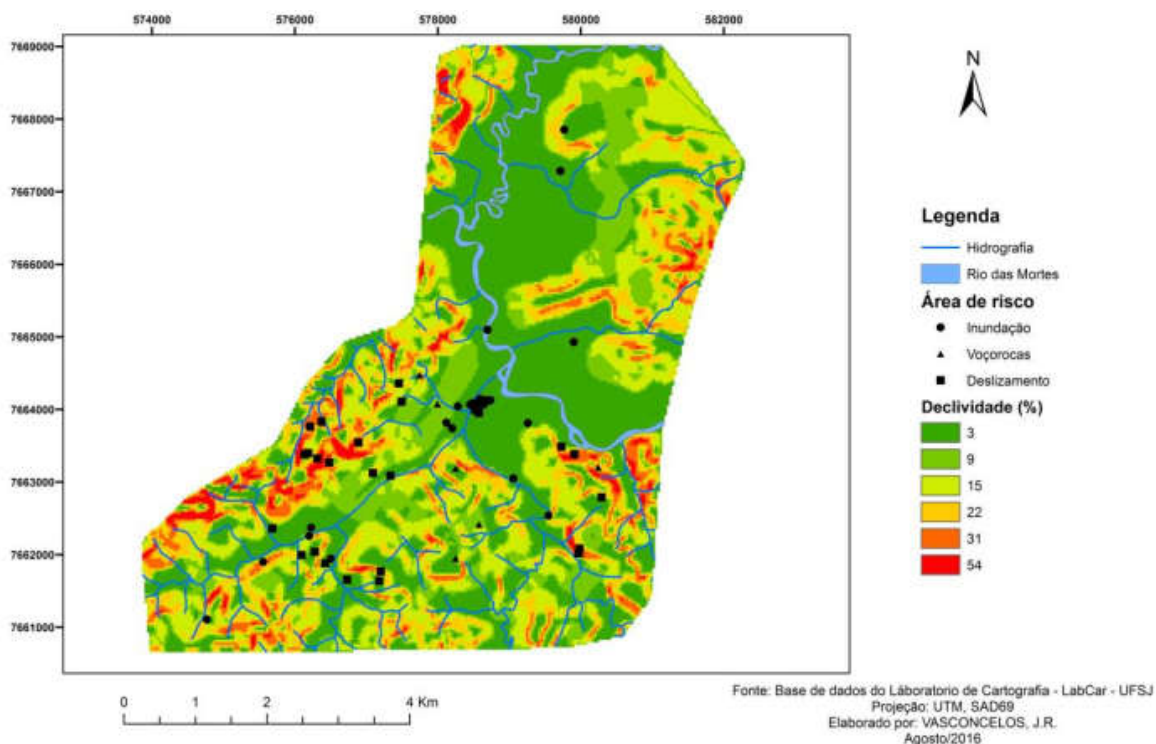 574000 576000 578000 580000 582000
7669000
7668000
7667000
7666000
7665000
7664000
7663000
7662000
7661000
N
Legenda
Hidrografia
Rio das Mortes
Área de risco
Inundação
Voçorocas
Deslizamento
Declividade (%)
3
9
15
22
31
54
0 1 2 4 Km
Fonte: Base de dados do Láboratorio de Cartografia - LabCar - UFSJ
Projeção: UTM, SAD69
Elaborado por: VASCONCELOS, J.R.
Agosto/2016